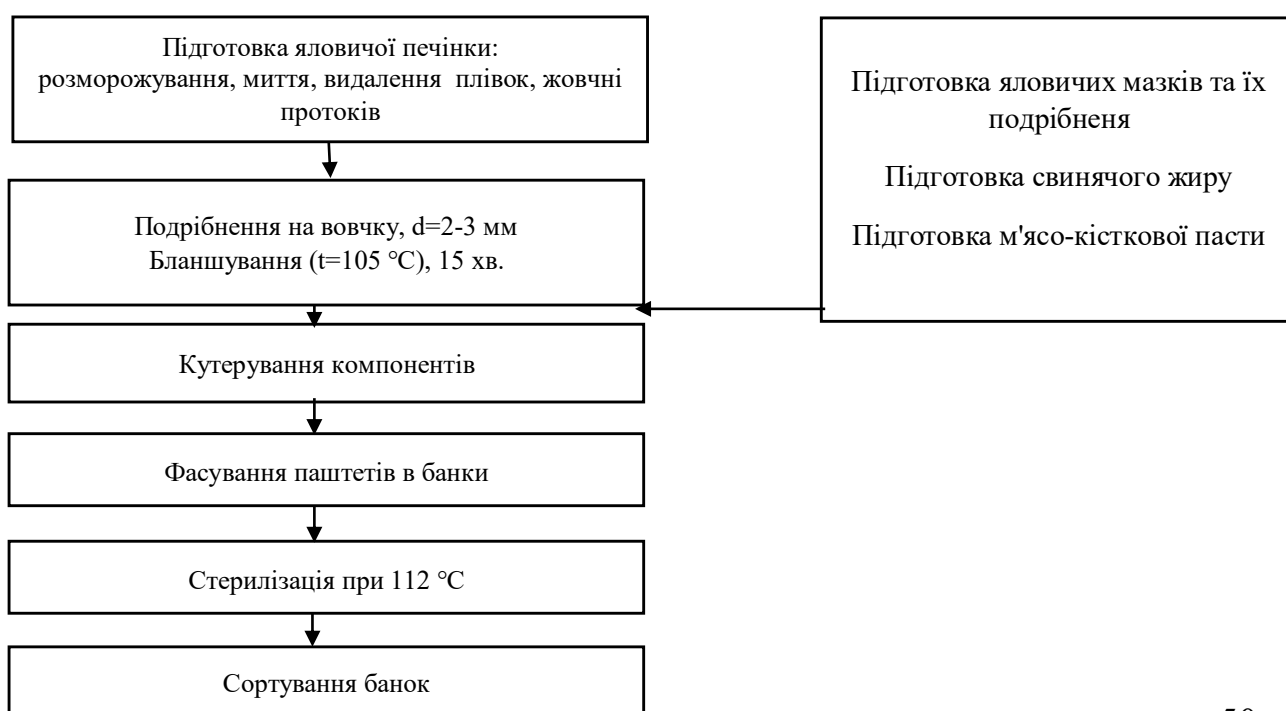 Підготовка яловичої печінки:
розморожування, миття, видалення плівок, жовчні
протоків
Підготовка яловичих мазків та їх
подрібненя
Підготовка свинячого жиру
Підготовка м'ясо-кісткової пасти
Подрібнення на вовчку, d=2-3 мм
Бланшування (t=105 °С), 15 хв.
Кутерування компонентів
Фасування паштетів в банки
Стерилізація при 112 °С
Сортування банок